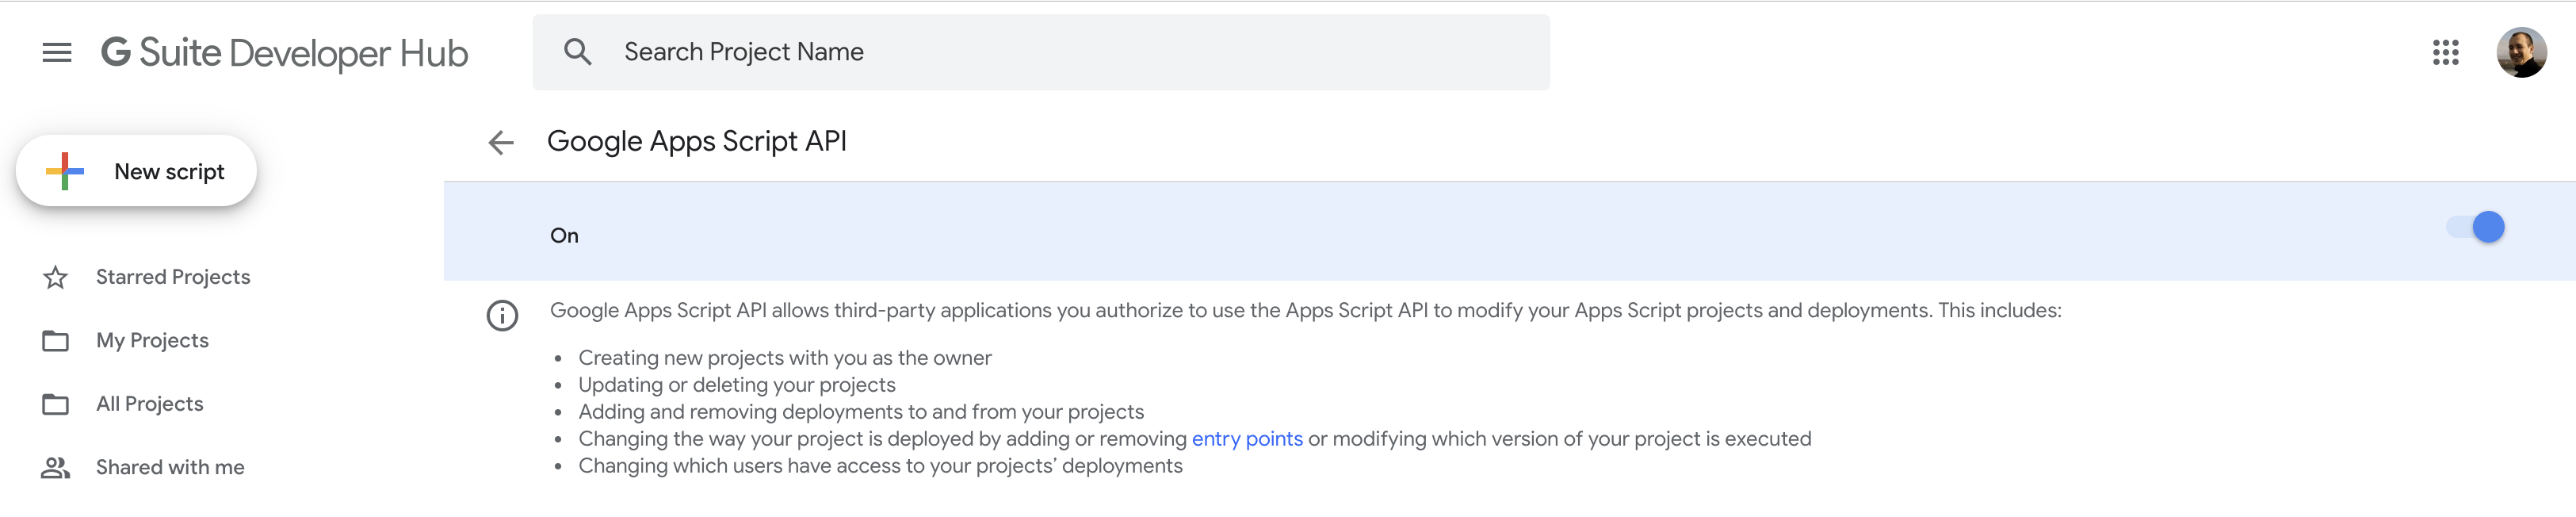 G Suite Developer Hub
Search Project Name
New script
Starred Projects
My Projects
All Projects
Shared with me
Google Apps Script API
On
Google Apps Script API allows third-party applications you authorize to use the Apps Script API to modify your Apps Script projects and deployments. This includes:
• Creating new projects with you as the owner
• Updating or deleting your projects
• Adding and removing deployments to and from your projects
• Changing the way your project is deployed by adding or removing entry points or modifying which version of your project is executed
• Changing which users have access to your projects’ deployments